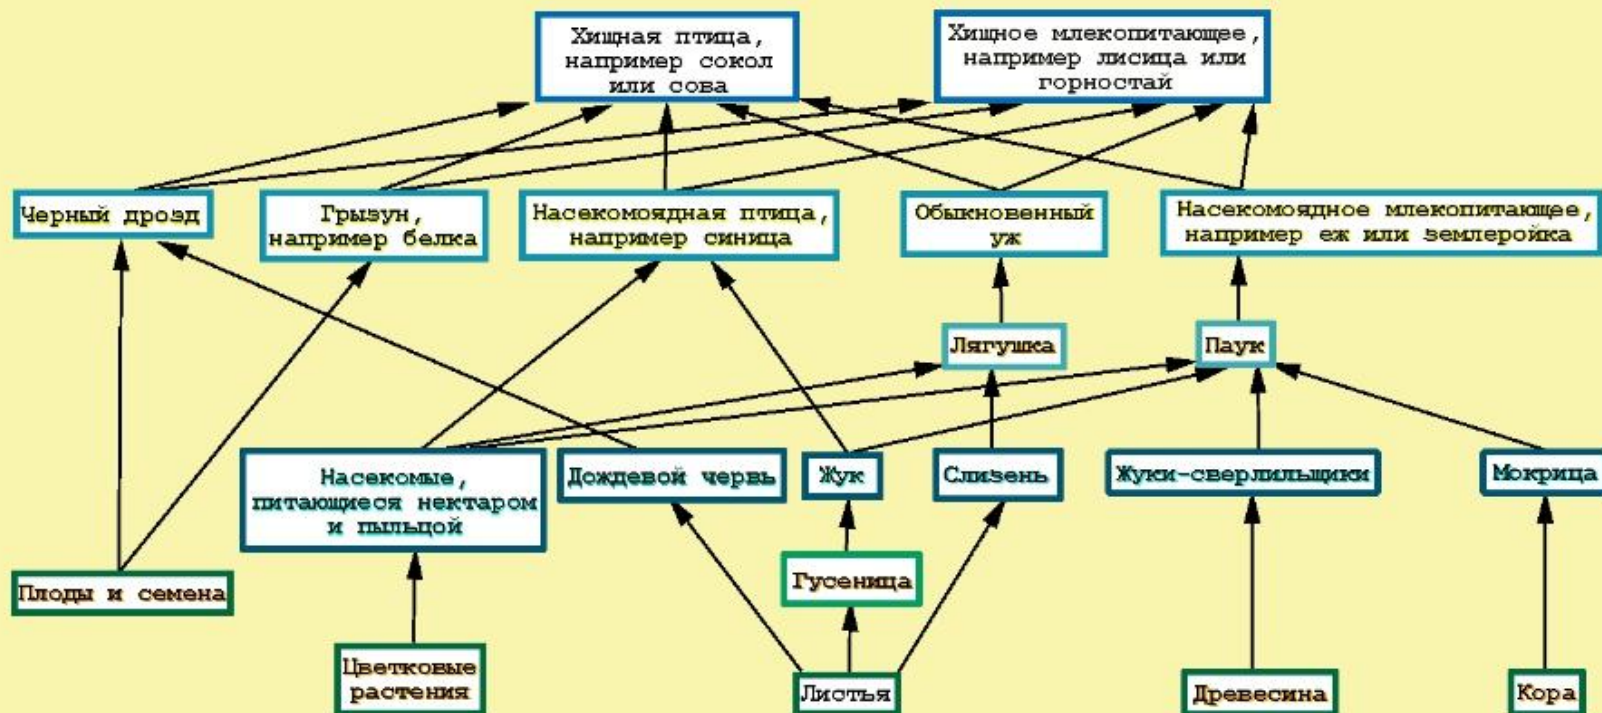 Хищная птица,
например сокол
или сова
Хищное млекопитающее,
например лисица или
горностай
Черный дрозд
Грызун,
например белка
Насекомоядная птица,
например синица
Обыкновенный
уж
Насекомоядное млекопитающее,
например еж или землеройка
Лягушка
Паук
Насекомые,
питающиеся нектаром
и пыльцой
Дождевой червь
Жук
Слизень
Жуки-сверлильщики
Мокрица
Плоды и семена
Гусеница
Цветковые
растения
Листья
Древесина
Кора